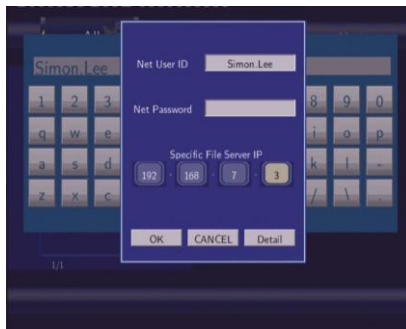 All
Simon.Lee
Net User ID Simon.Lee
1 2 3 8 9 0
Net Password
q w e i o p
Specific File Server IP
a s d k l -
192 . 168 . 7 . 3
z x c / \ .
OK CANCEL Detail
1/1